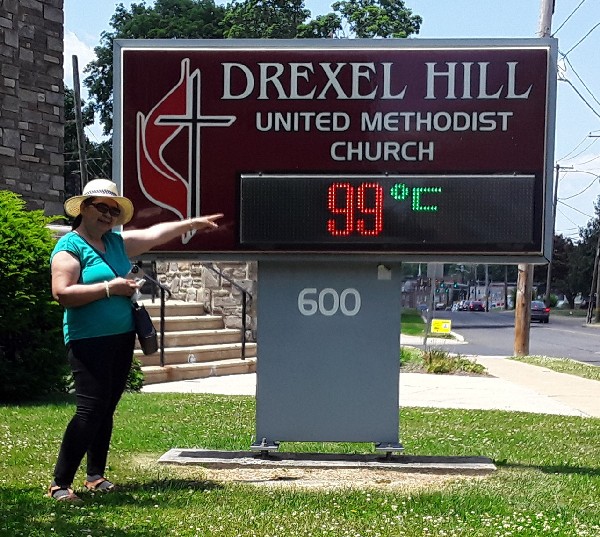 DREXEL HILL
UNITED METHODIST
CHURCH
99°C
600